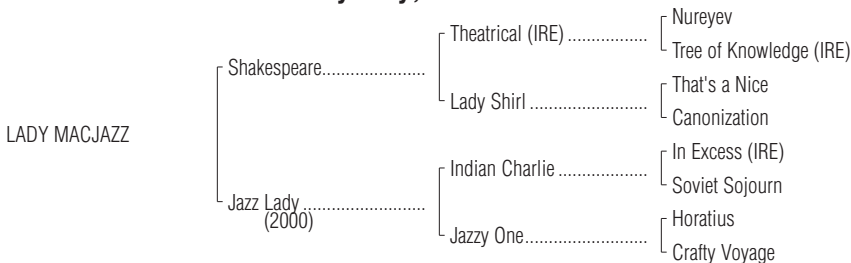 Nureyev
Theatrical (IRE) .................
Tree of Knowledge (IRE)
Shakespeare......................
That's a Nice
Lady Shirl .........................
Canonization
LADY MACJAZZ
In Excess (IRE)
Indian Charlie ...................
Soviet Sojourn
Jazz Lady ..........................
(2000)
Horatius
Jazzy One..........................
Crafty Voyage